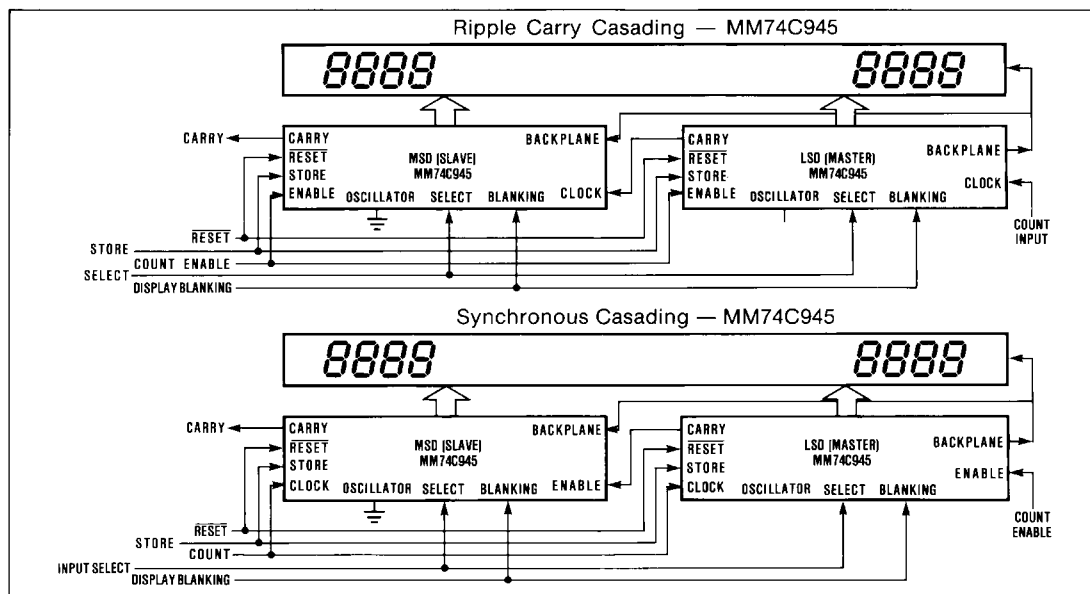 Ripple Carry Casading — MM74C945
8888 8888
CARRY
CARRY
RESET
STORE
ENABLE
MSD (SLAVE)
MM74C945
BACKPLANE
CLOCK
OSCILLATOR SELECT BLANKING
CARRY
RESET
STORE
ENABLE
LSD (MASTER)
MM74C945
BACKPLANE
CLOCK
OSCILLATOR SELECT BLANKING
COUNT
INPUT
RESET
STORE
COUNT ENABLE
SELECT
DISPLAY BLANKING
Synchronous Casading — MM74C945
8888 8888
CARRY
CARRY
RESET
STORE
CLOCK
MSD (SLAVE)
MM74C945
BACKPLANE
ENABLE
OSCILLATOR SELECT BLANKING
CARRY
RESET
STORE
CLOCK
LSD (MASTER)
MM74C945
BACKPLANE
ENABLE
OSCILLATOR SELECT BLANKING
COUNT
ENABLE
RESET
STORE
COUNT
INPUT SELECT
DISPLAY BLANKING